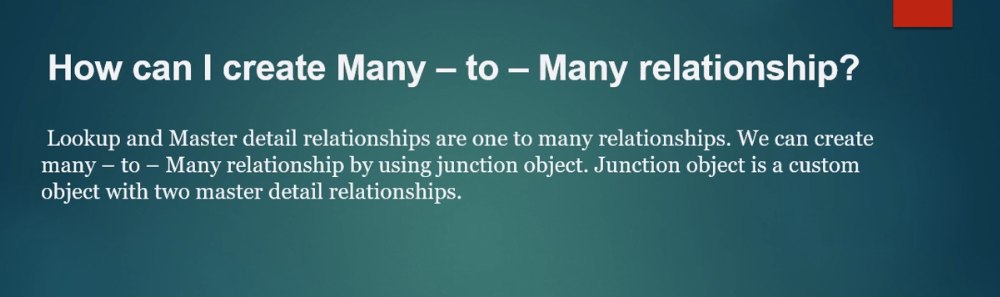 How can I create Many – to – Many relationship?
Lookup and Master detail relationships are one to many relationships. We can create
many – to – Many relationship by using junction object. Junction object is a custom
object with two master detail relationships.